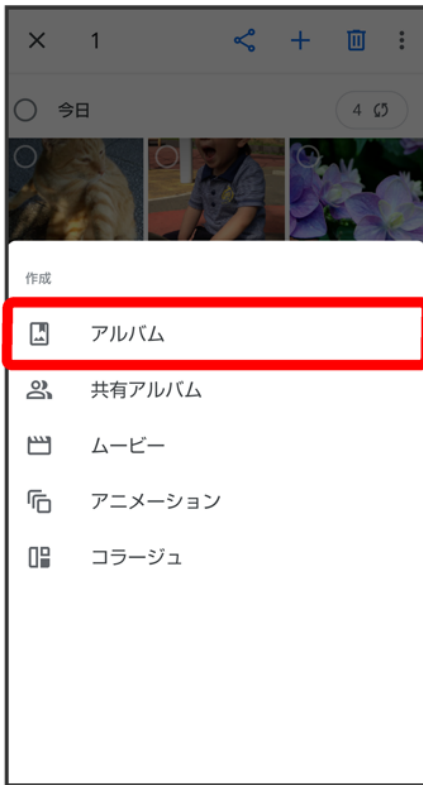 1
今日
4
作成
アルバム
共有アルバム
ムービー
アニメーション
コラージュ